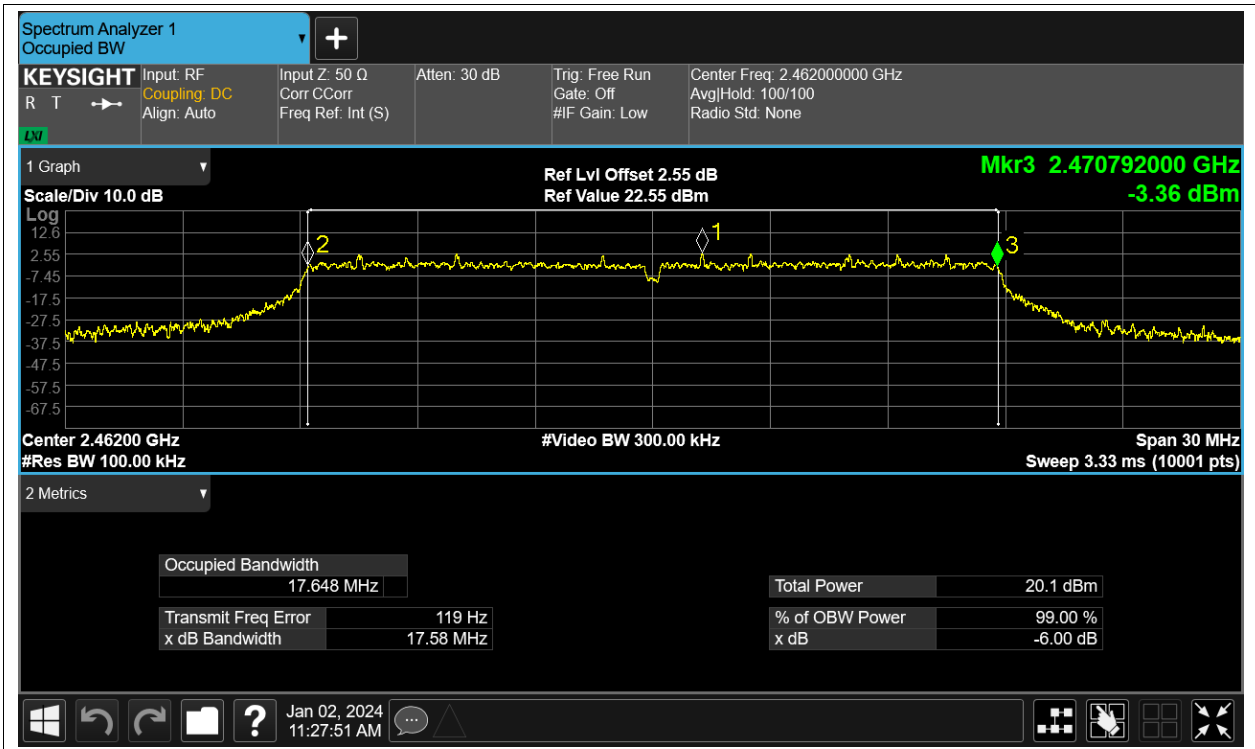 Spectrum Analyzer 1
Occupied BW
KEYSIGHT
R T
LXI
Input: RF
Coupling: DC
Align: Auto
Input Z: 50 Ω
Corr CCorr
Freq Ref: Int (S)
Atten: 30 dB
Trig: Free Run
Gate: Off
#IF Gain: Low
Center Freq: 2.462000000 GHz
Avg|Hold: 100/100
Radio Std: None
1 Graph
Scale/Div 10.0 dB
Ref Lvl Offset 2.55 dB
Ref Value 22.55 dBm
Mkr3 2.470792000 GHz
-3.36 dBm
Log
12.6
2.55
-7.45
-17.5
-27.5
-37.5
-47.5
-57.5
-67.5
2
1
3
Center 2.46200 GHz
#Res BW 100.00 kHz
#Video BW 300.00 kHz
Span 30 MHz
Sweep 3.33 ms (10001 pts)
2 Metrics
Occupied Bandwidth
17.648 MHz
Transmit Freq Error 119 Hz
x dB Bandwidth 17.58 MHz
Total Power 20.1 dBm
% of OBW Power 99.00 %
x dB -6.00 dB
?
Jan 02, 2024
11:27:51 AM